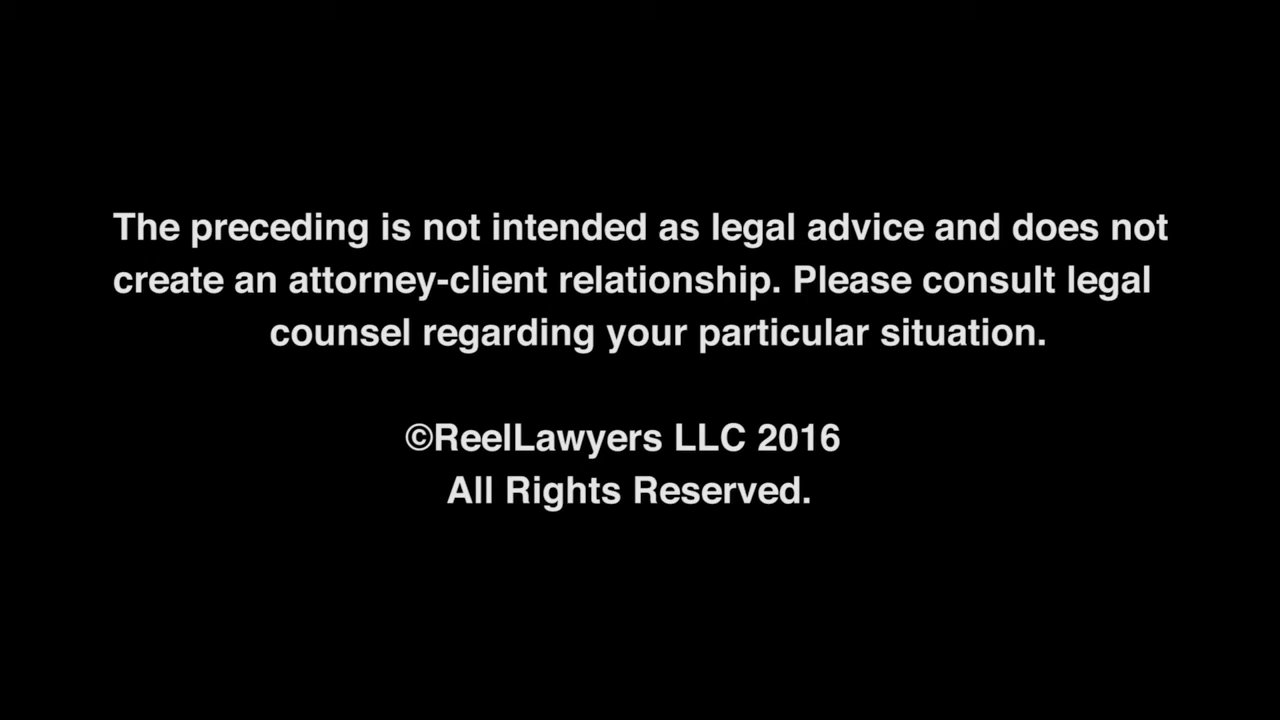 The preceding is not intended as legal advice and does not
create an attorney-client relationship. Please consult legal
counsel regarding your particular situation.
©ReelLawyers LLC 2016
All Rights Reserved.